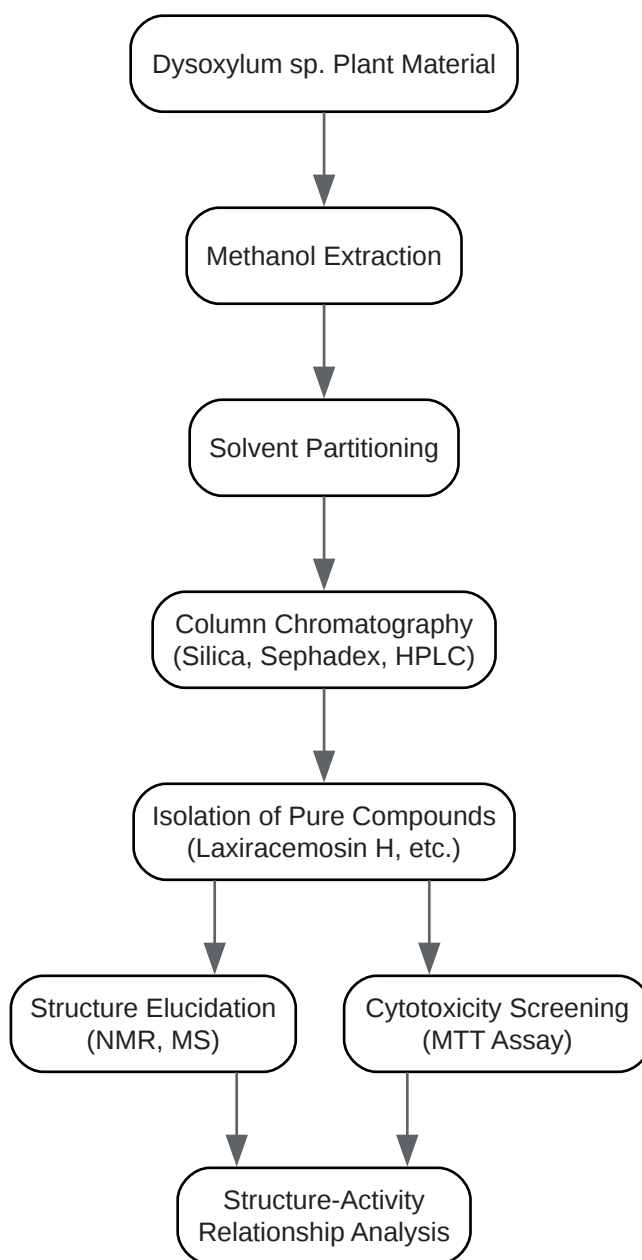 Dysoxylum sp. Plant Material
Methanol Extraction
Solvent Partitioning
Column Chromatography
(Silica, Sephadex, HPLC)
Isolation of Pure Compounds
(Laxiracemosin H, etc.)
Structure Elucidation
(NMR, MS)
Cytotoxicity Screening
(MTT Assay)
Structure-Activity
Relationship Analysis